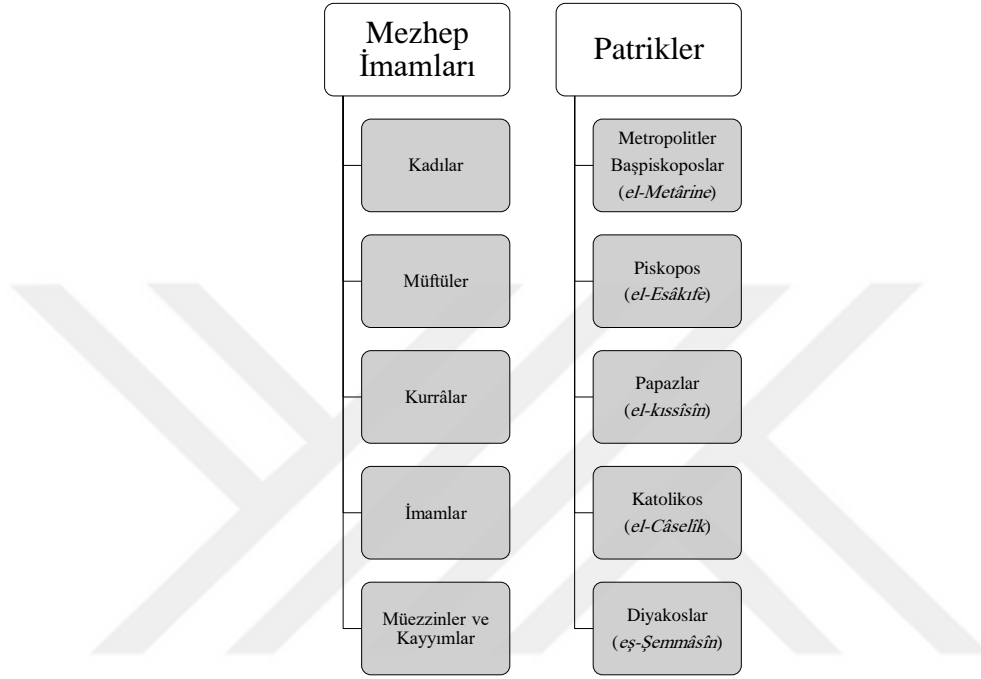 Mezhep
İmamları
Kadılar
Müftüler
Kurrâlar
İmamlar
Müezzinler ve
Kayyımlar
Patrikler
Metropolitler
Başpiskoposlar
(el-Metârine)
Piskopos
(el-Esâkıfe)
Papazlar
(el-kıssîsîn)
Katolikos
(el-Câselîk)
Diyakoslar
(eş-Şemmâsîn)